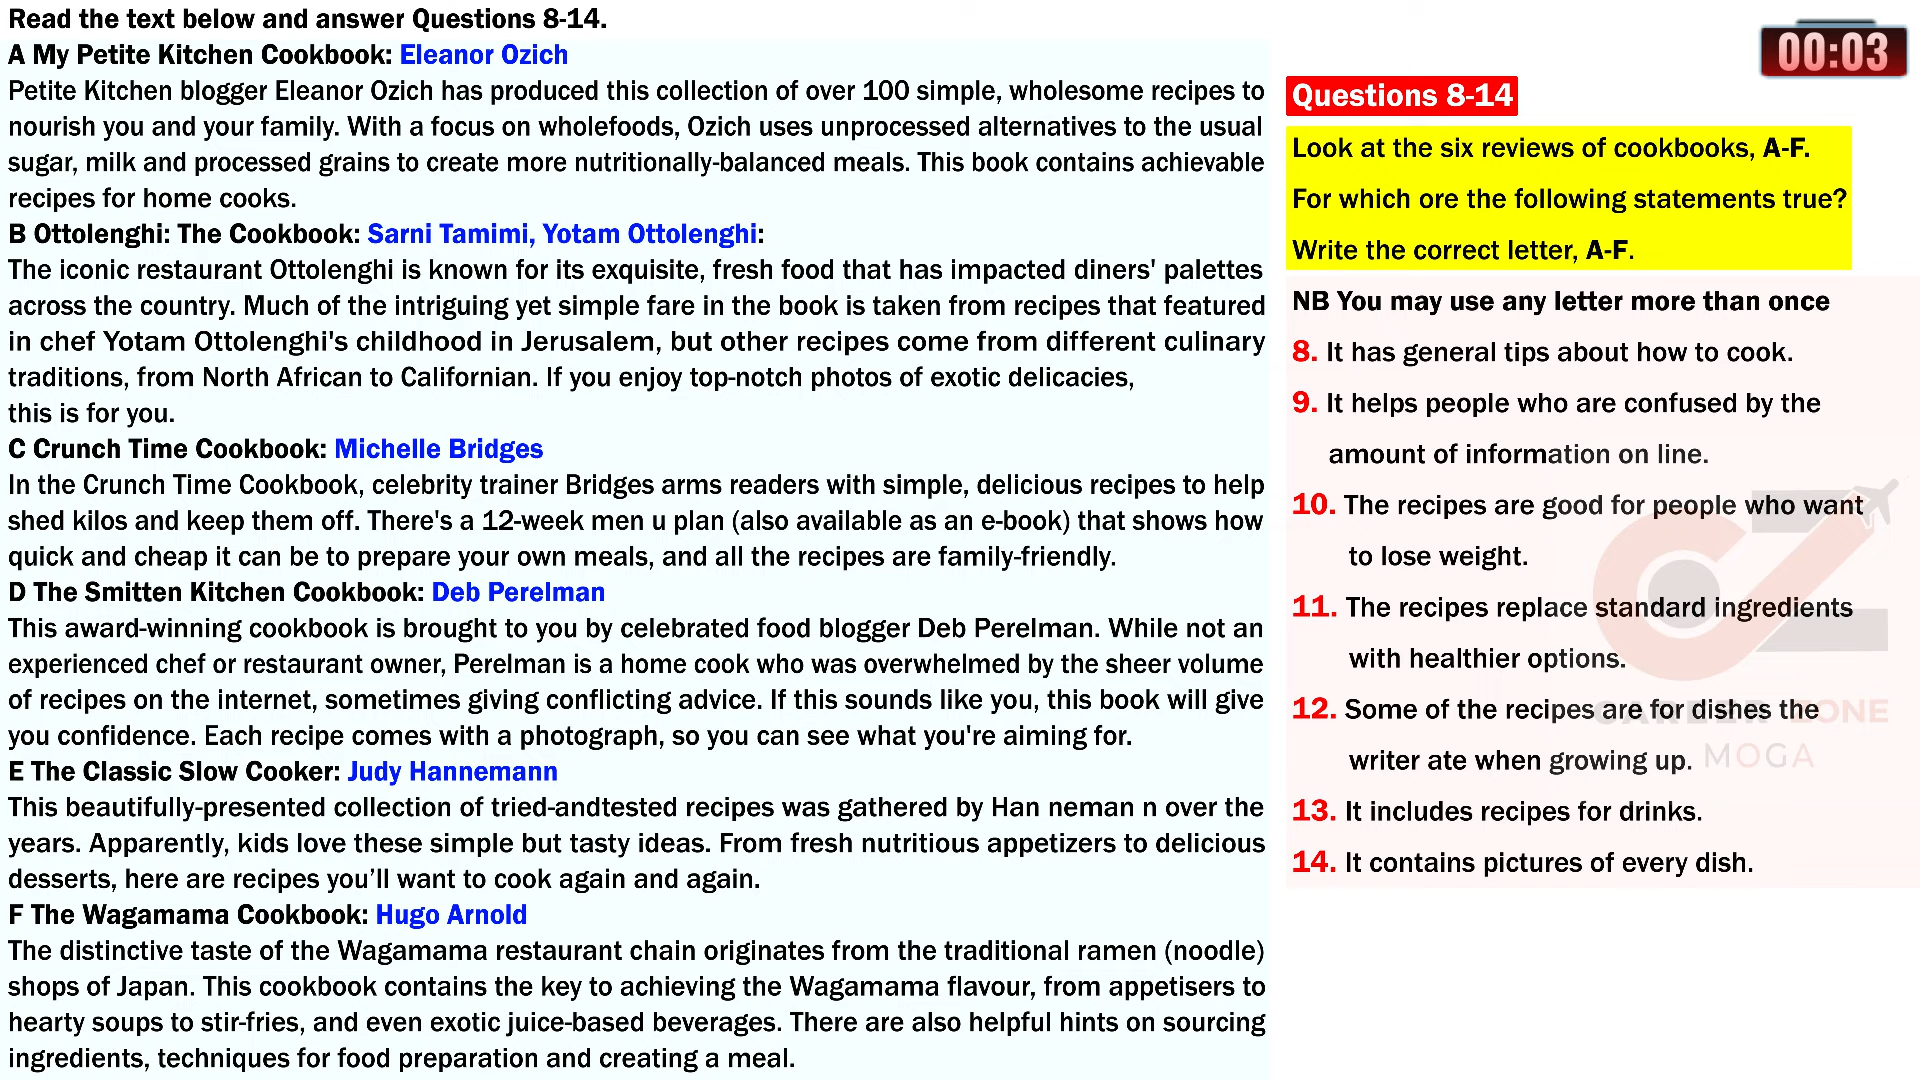 Read the text below and answer Questions 8-14.
A My Petite Kitchen Cookbook: Eleanor Ozich
Petite Kitchen blogger Eleanor Ozich has produced this collection of over 100 simple, wholesome recipes to
nourish you and your family. With a focus on wholefoods, Ozich uses unprocessed alternatives to the usual
sugar, milk and processed grains to create more nutritionally-balanced meals. This book contains achievable
recipes for home cooks.
B Ottolenghi: The Cookbook: Sarni Tamimi, Yotam Ottolenghi:
The iconic restaurant Ottolenghi is known for its exquisite, fresh food that has impacted diners' palettes
across the country. Much of the intriguing yet simple fare in the book is taken from recipes that featured
in chef Yotam Ottolenghi's childhood in Jerusalem, but other recipes come from different culinary
traditions, from North African to Californian. If you enjoy top-notch photos of exotic delicacies,
this is for you.
C Crunch Time Cookbook: Michelle Bridges
In the Crunch Time Cookbook, celebrity trainer Bridges arms readers with simple, delicious recipes to help
shed kilos and keep them off. There's a 12-week men u plan (also available as an e-book) that shows how
quick and cheap it can be to prepare your own meals, and all the recipes are family-friendly.
D The Smitten Kitchen Cookbook: Deb Perelman
This award-winning cookbook is brought to you by celebrated food blogger Deb Perelman. While not an
experienced chef or restaurant owner, Perelman is a home cook who was overwhelmed by the sheer volume
of recipes on the internet, sometimes giving conflicting advice. If this sounds like you, this book will give
you confidence. Each recipe comes with a photograph, so you can see what you're aiming for.
E The Classic Slow Cooker: Judy Hannemann
This beautifully-presented collection of tried-andtested recipes was gathered by Han neman n over the
years. Apparently, kids love these simple but tasty ideas. From fresh nutritious appetizers to delicious
desserts, here are recipes you’ll want to cook again and again.
F The Wagamama Cookbook: Hugo Arnold
The distinctive taste of the Wagamama restaurant chain originates from the traditional ramen (noodle)
shops of Japan. This cookbook contains the key to achieving the Wagamama flavour, from appetisers to
hearty soups to stir-fries, and even exotic juice-based beverages. There are also helpful hints on sourcing
ingredients, techniques for food preparation and creating a meal.
00:03
Questions 8-14
Look at the six reviews of cookbooks, A-F.
For which ore the following statements true?
Write the correct letter, A-F.
NB You may use any letter more than once
8. It has general tips about how to cook.
9. It helps people who are confused by the
amount of information on line.
10. The recipes are good for people who want
to lose weight.
11. The recipes replace standard ingredients
with healthier options.
12. Some of the recipes are for dishes the
writer ate when growing up.
13. It includes recipes for drinks.
14. It contains pictures of every dish.
CAREER ZONE
MOGA